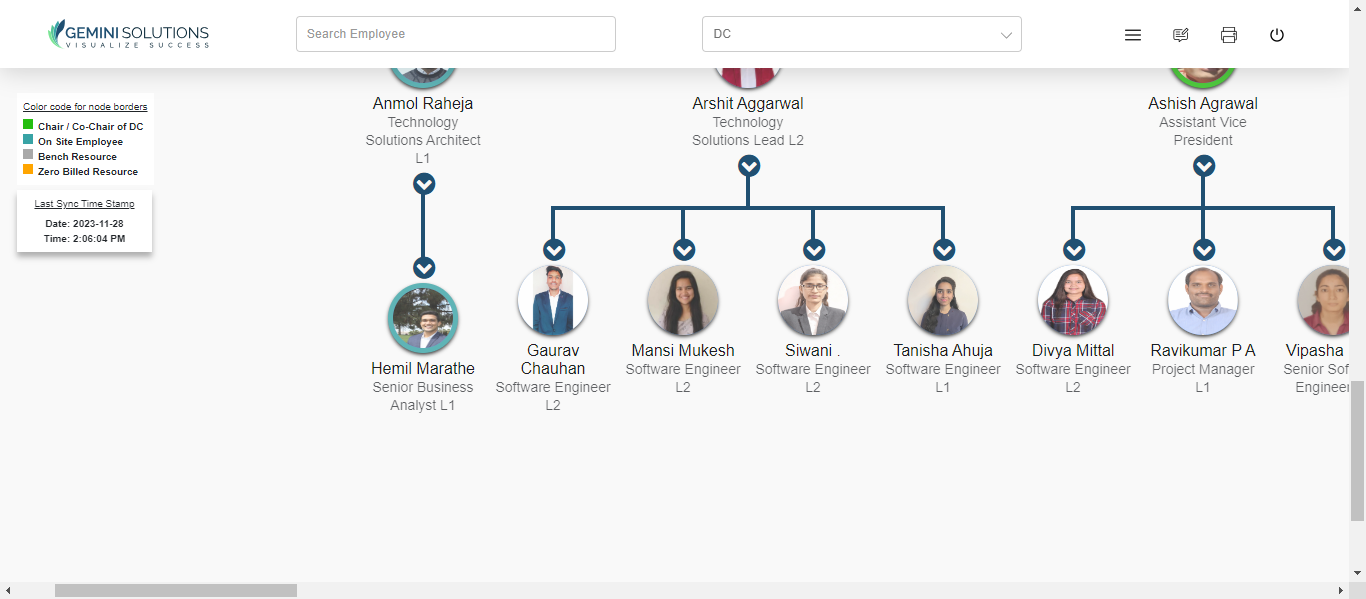 GEMINI SOLUTIONS
VISUALIZE SUCCESS
Search Employee
DC
Color code for node borders
Chair / Co-Chair of DC
On Site Employee
Bench Resource
Zero Billed Resource
Last Sync Time Stamp
Date: 2023-11-28
Time: 2:06:04 PM
Anmol Raheja
Technology
Solutions Architect
L1
Arshit Aggarwal
Technology
Solutions Lead L2
Ashish Agrawal
Assistant Vice
President
Hemil Marathe
Senior Business
Analyst L1
Gaurav
Chauhan
Software Engineer
L2
Mansi Mukesh
Software Engineer
L2
Siwani .
Software Engineer
L2
Tanisha Ahuja
Software Engineer
L1
Divya Mittal
Software Engineer
L2
Ravikumar P A
Project Manager
L1
Vipasha
Senior Sof
Engineer